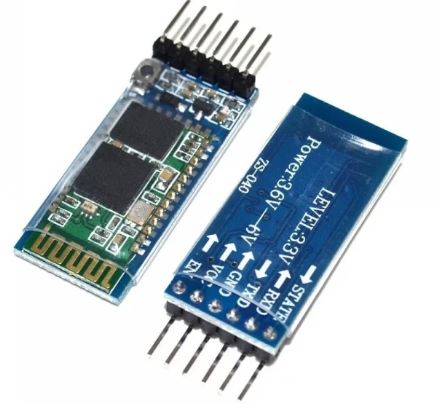 LEVEL:3.3V
Power:3.6V—6V
ZS-040
STATE
RXD
TXD
GND
VCC
EN